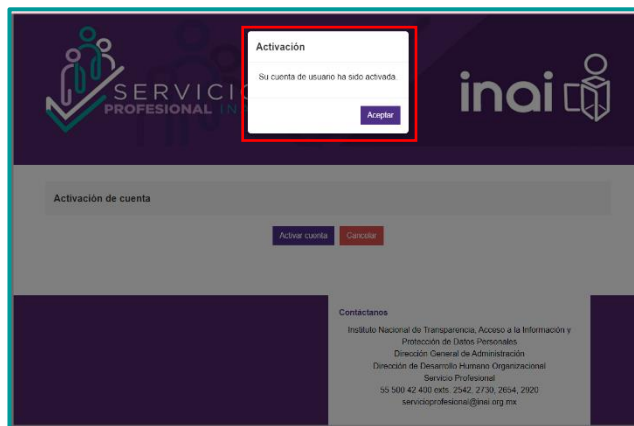 Activación
Su cuenta de usuario ha sido activada.
Aceptar
SERVICIO
PROFESIONAL
inai
Activación de cuenta
Activar cuenta
Cancelar
Contáctanos
Instituto Nacional de Transparencia, Acceso a la Información y
Protección de Datos Personales
Dirección General de Administración
Dirección de Desarrollo Humano Organizacional
Servicio Profesional
55 500 42 400 exts. 2542, 2730, 2654, 2920
servicioprofesional@inai.org.mx